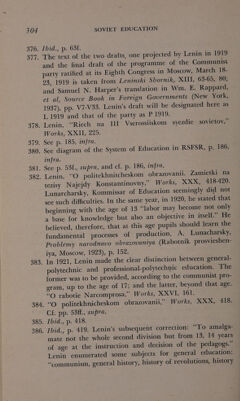 304 SOVIET EDUCATION
376. Ibid., p. 63f.
377. The text of the two drafts, one projected by Lenin in 1919
and the final draft of the programme of the Communist
party ratified at its Eighth Congress in Moscow, March 18-
23, 1919 is taken from Leninski Sbornik, XIII, 63-65, 80;
and Samuel N. Harper's translation in Wm. E. Rappard,
et al, Source Book in Foreign Governments (New York,
1937), pp. V7-V33. Lenin's draft will be designated here as
L 1919 and that of the party as P 1919.
378. Lenin, "Riech na III Vserossiiskom syezdie sovietov,"
Works, XXII, 225.
379. See p. 185, infra.
380. See diagram of the System of Education in RSFSR, p. 186,
infra.
381. See p. 53f., supra, and cf. p. 186, infra.
382. Lenin, "O politekhnicheskom obrazovanii. Zamietki na
tezisy Najejdy Konstantinovny," Works, XXX, 418-420.
Lunarcharsky, Kommissar of Education seemingly did not
see such difficulties. In the same year, in 1920, he stated that
beginning with the age of 13 "labor may become not only
a base for knowledge but also an objective in itself." He
believed, therefore, that at this age pupils should learn the
fundamental processes of production, A. Lunacharsky,
Problemy narodnovo obrazovaniya (Rabotnik prosvieshen-
iya, Moscow, 1923), p. 152.
383. In 1921, Lenin made the clear distinction between general-
polytechnic and professional-polytechnic education. The
former was to be provided, according to the communist pro-
gram, up to the age of 17; and the latter, beyond that age.
"O rabotie Narcomprosa," Works, XXVI, 161.
384. "O politekhnicheskom obrazovanii," Works, XXX, 418.
Cf. pp. 53ff., supra.
385. Ibid., p. 418.
386. Ibid., p. 419. Lenin's subsequent correction: "To amalga-
mate not the whole second division but from 13, 14 years
of age at the instruction and decision of the pedagogs."
Lenin enumerated some subjects for general education:
"communism, general history, history of revolutions, history